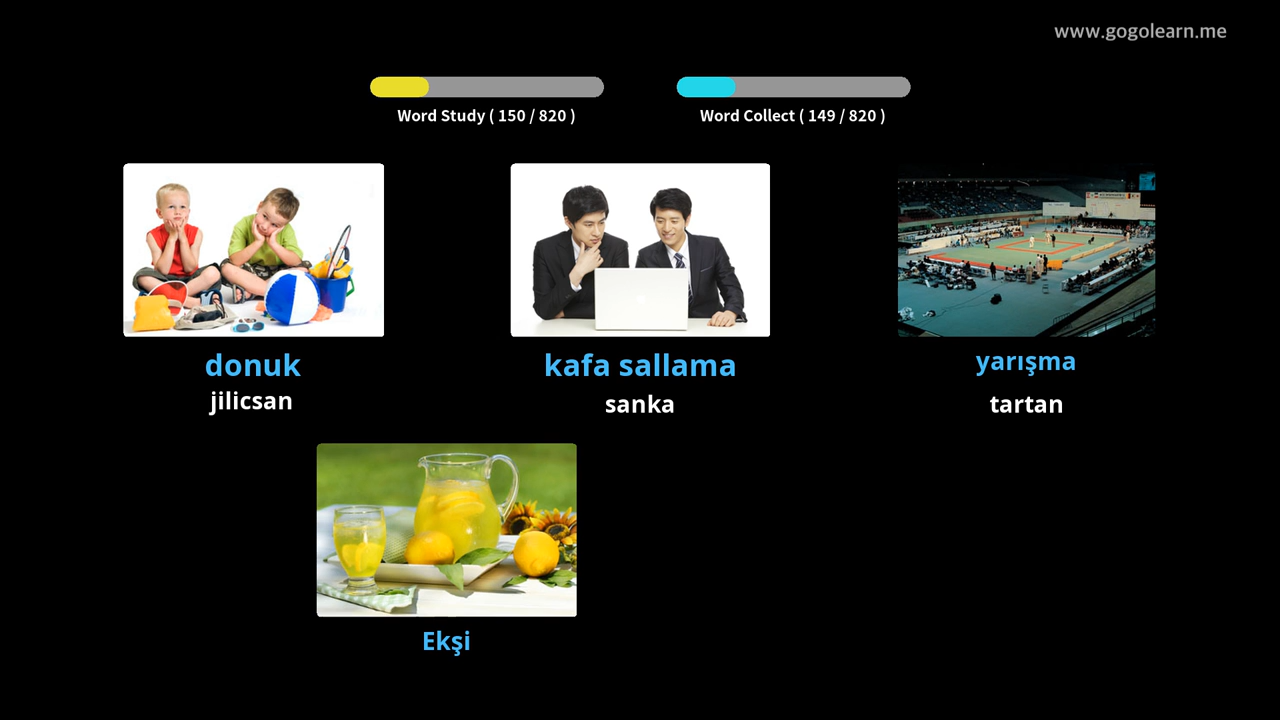 www.gogolearn.me
Word Study ( 150 / 820 )
Word Collect ( 149 / 820 )
donuk
jilicsan
kafa sallama
sanka
yarışma
tartan
Ekşi